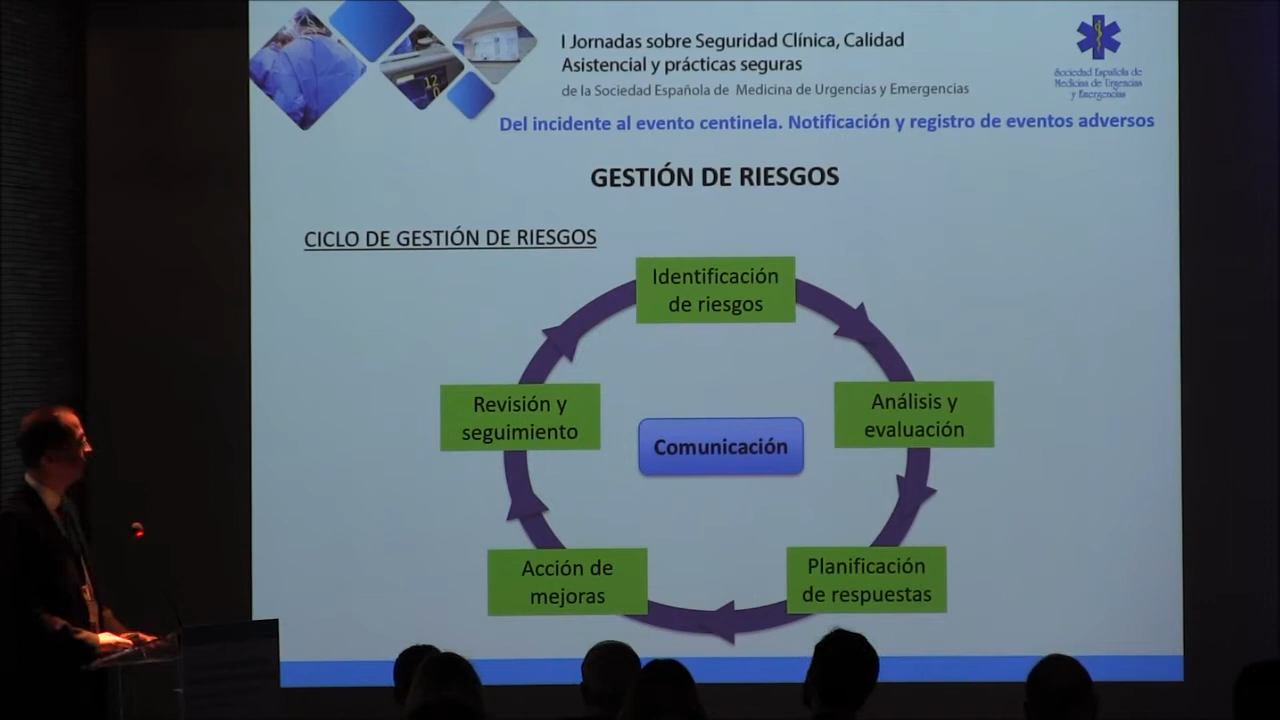 I Jornadas sobre Seguridad Clínica, Calidad
Asistencial y prácticas seguras
de la Sociedad Española de Medicina de Urgencias y Emergencias
Sociedad Española de
Medicina de Urgencias
y Emergencias
Del incidente al evento centinela. Notificación y registro de eventos adversos
GESTIÓN DE RIESGOS
CICLO DE GESTIÓN DE RIESGOS
Identificación
de riesgos
Análisis y
evaluación
Planificación
de respuestas
Acción de
mejoras
Revisión y
seguimiento
Comunicación